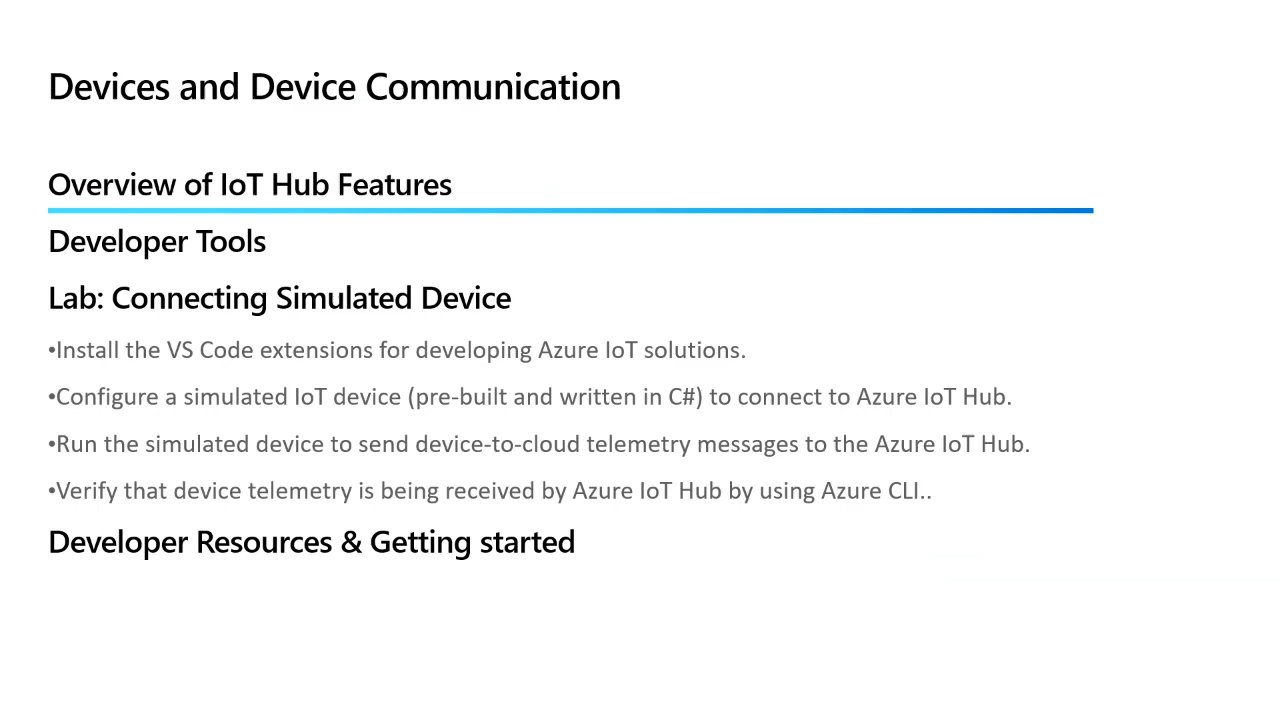 Devices and Device Communication
Overview of IoT Hub Features
Developer Tools
Lab: Connecting Simulated Device
•Install the VS Code extensions for developing Azure IoT solutions.
•Configure a simulated IoT device (pre-built and written in C#) to connect to Azure IoT Hub.
•Run the simulated device to send device-to-cloud telemetry messages to the Azure IoT Hub.
•Verify that device telemetry is being received by Azure IoT Hub by using Azure CLI..
Developer Resources & Getting started